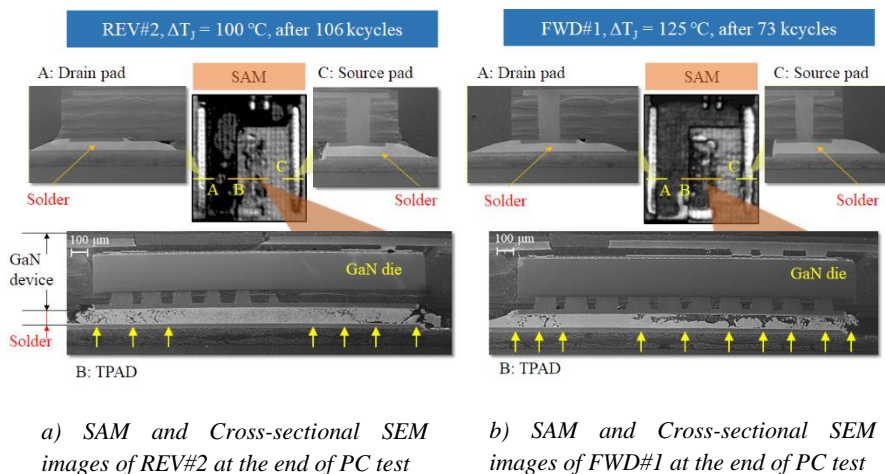 REV#2, ΔTJ = 100 °C, after 106 kcycles
A: Drain pad
SAM
C: Source pad
A
B
C
Solder
Solder
100 μm
GaN
device
GaN die
Solder
B: TPAD
a) SAM and Cross-sectional SEM
images of REV#2 at the end of PC test
FWD#1, ΔTJ = 125 °C, after 73 kcycles
A: Drain pad
SAM
C: Source pad
A
B
C
Solder
Solder
100 μm
GaN die
B: TPAD
b) SAM and Cross-sectional SEM
images of FWD#1 at the end of PC test